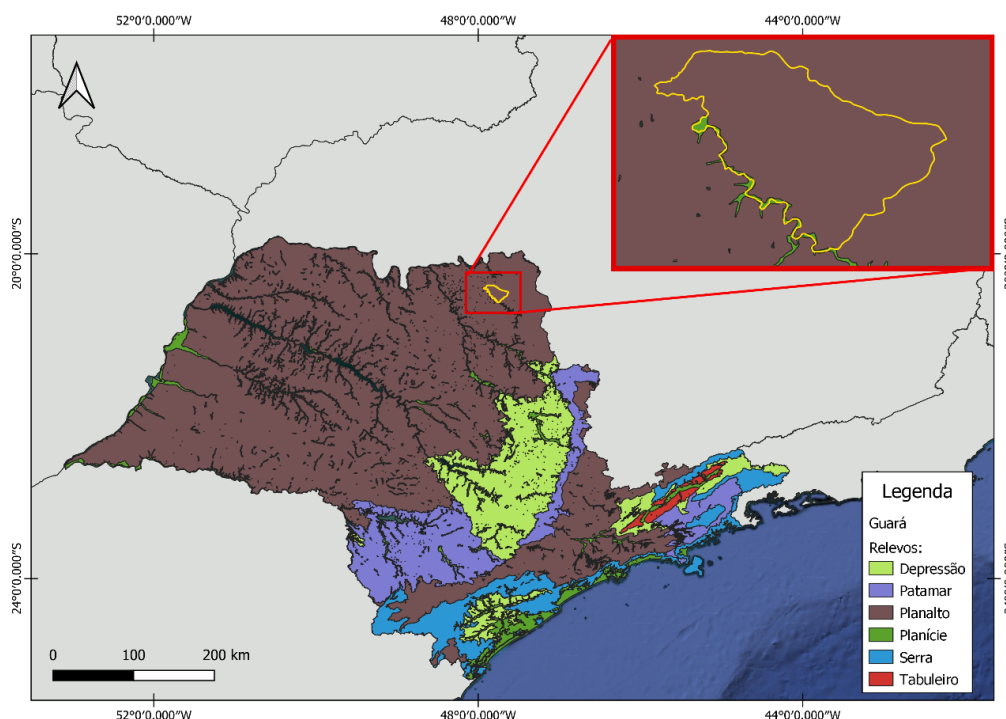 52°0′0.000″W 48°0′0.000″W 44°0′0.000″W
20°0′0.000″S
24°0′0.000″S
Legenda
Guará
Relevos:
Depressão
Patamar
Planalto
Planície
Serra
Tabuleiro
0 100 200 km
52°0′0.000″W 48°0′0.000″W 44°0′0.000″W